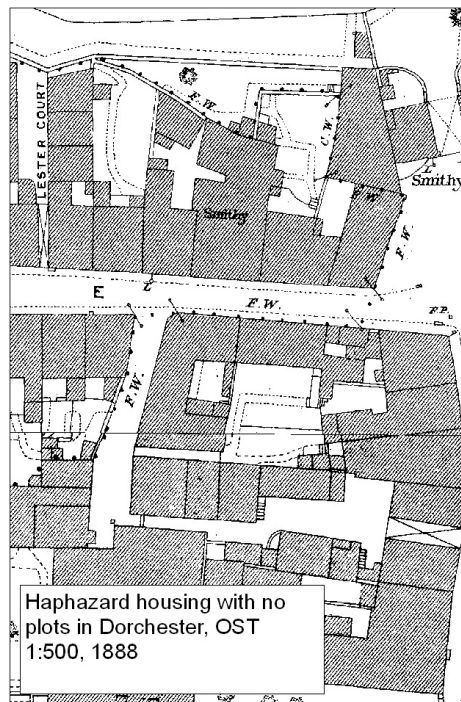 F. W.
LESTER COURT
C. W.
L
Smithy
F. W.
Smithy
F. W.
E
L
F. W.
F.P.
F. W.
Haphazard housing with no
plots in Dorchester, OST
1:500, 1888